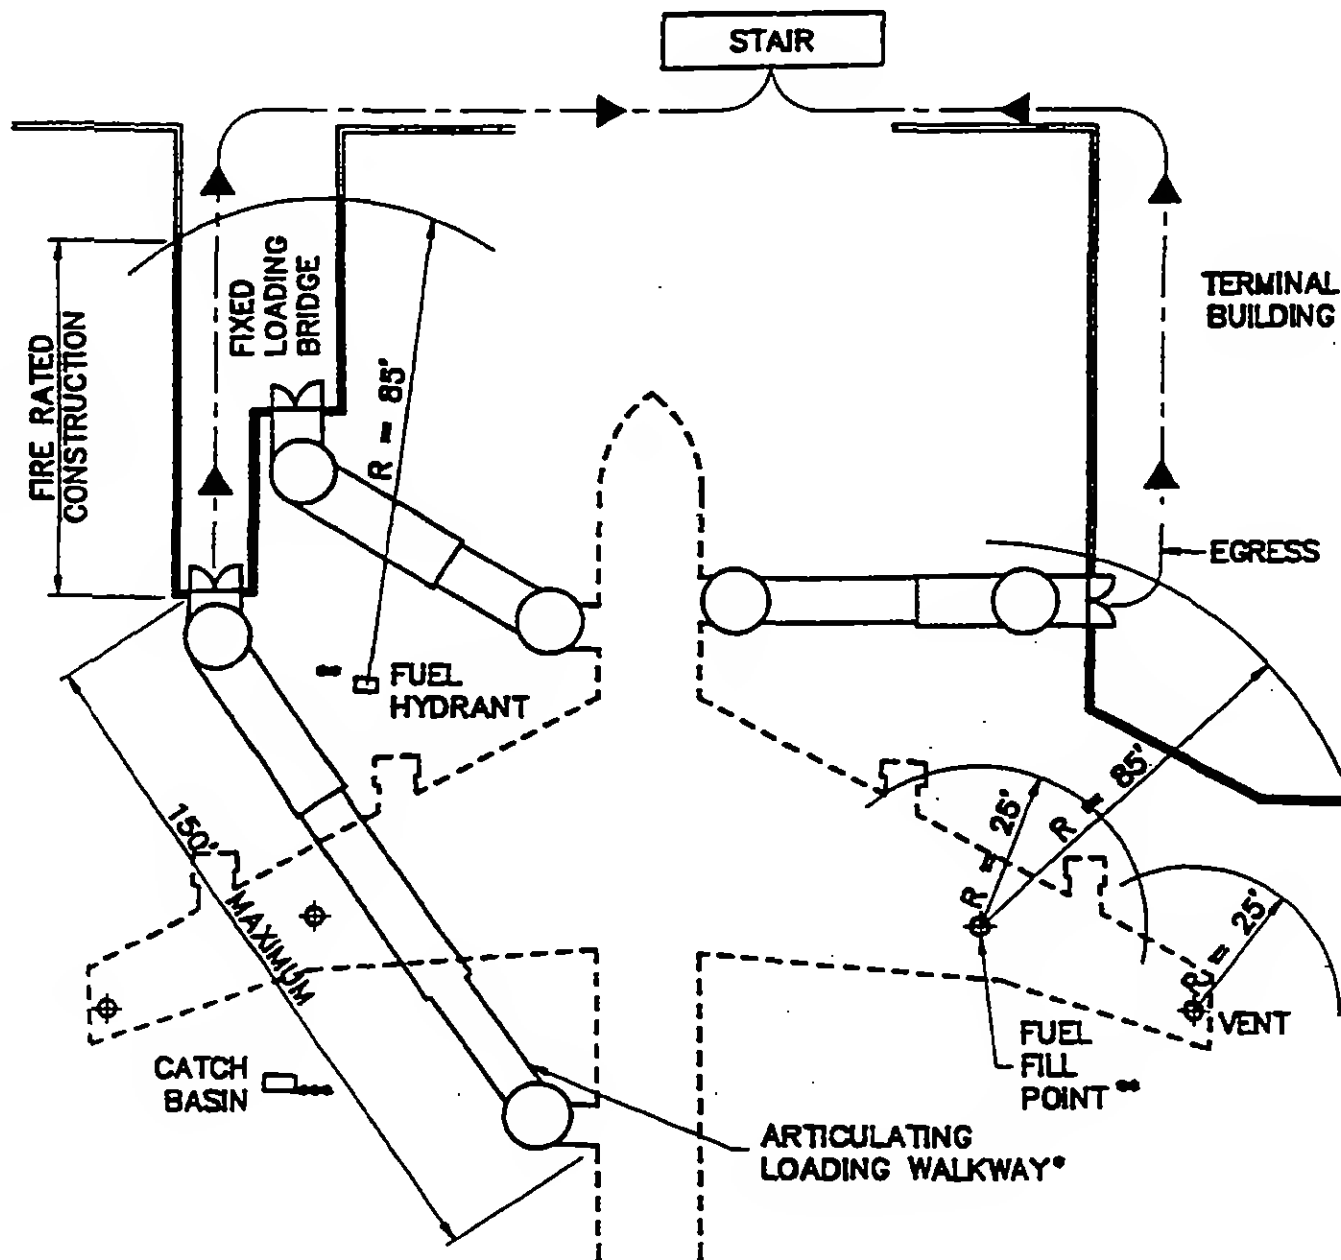 STAIR
FIXED
LOADING
BRIDGE
FIRE RATED
CONSTRUCTION
R = 85'
TERMINAL
BUILDING
EGRESS
** FUEL
HYDRANT
150' MAXIMUM
R = 25'
R = 85'
R = 25'
VENT
FUEL
FILL
POINT **
CATCH
BASIN
***
ARTICULATING
LOADING WALKWAY*